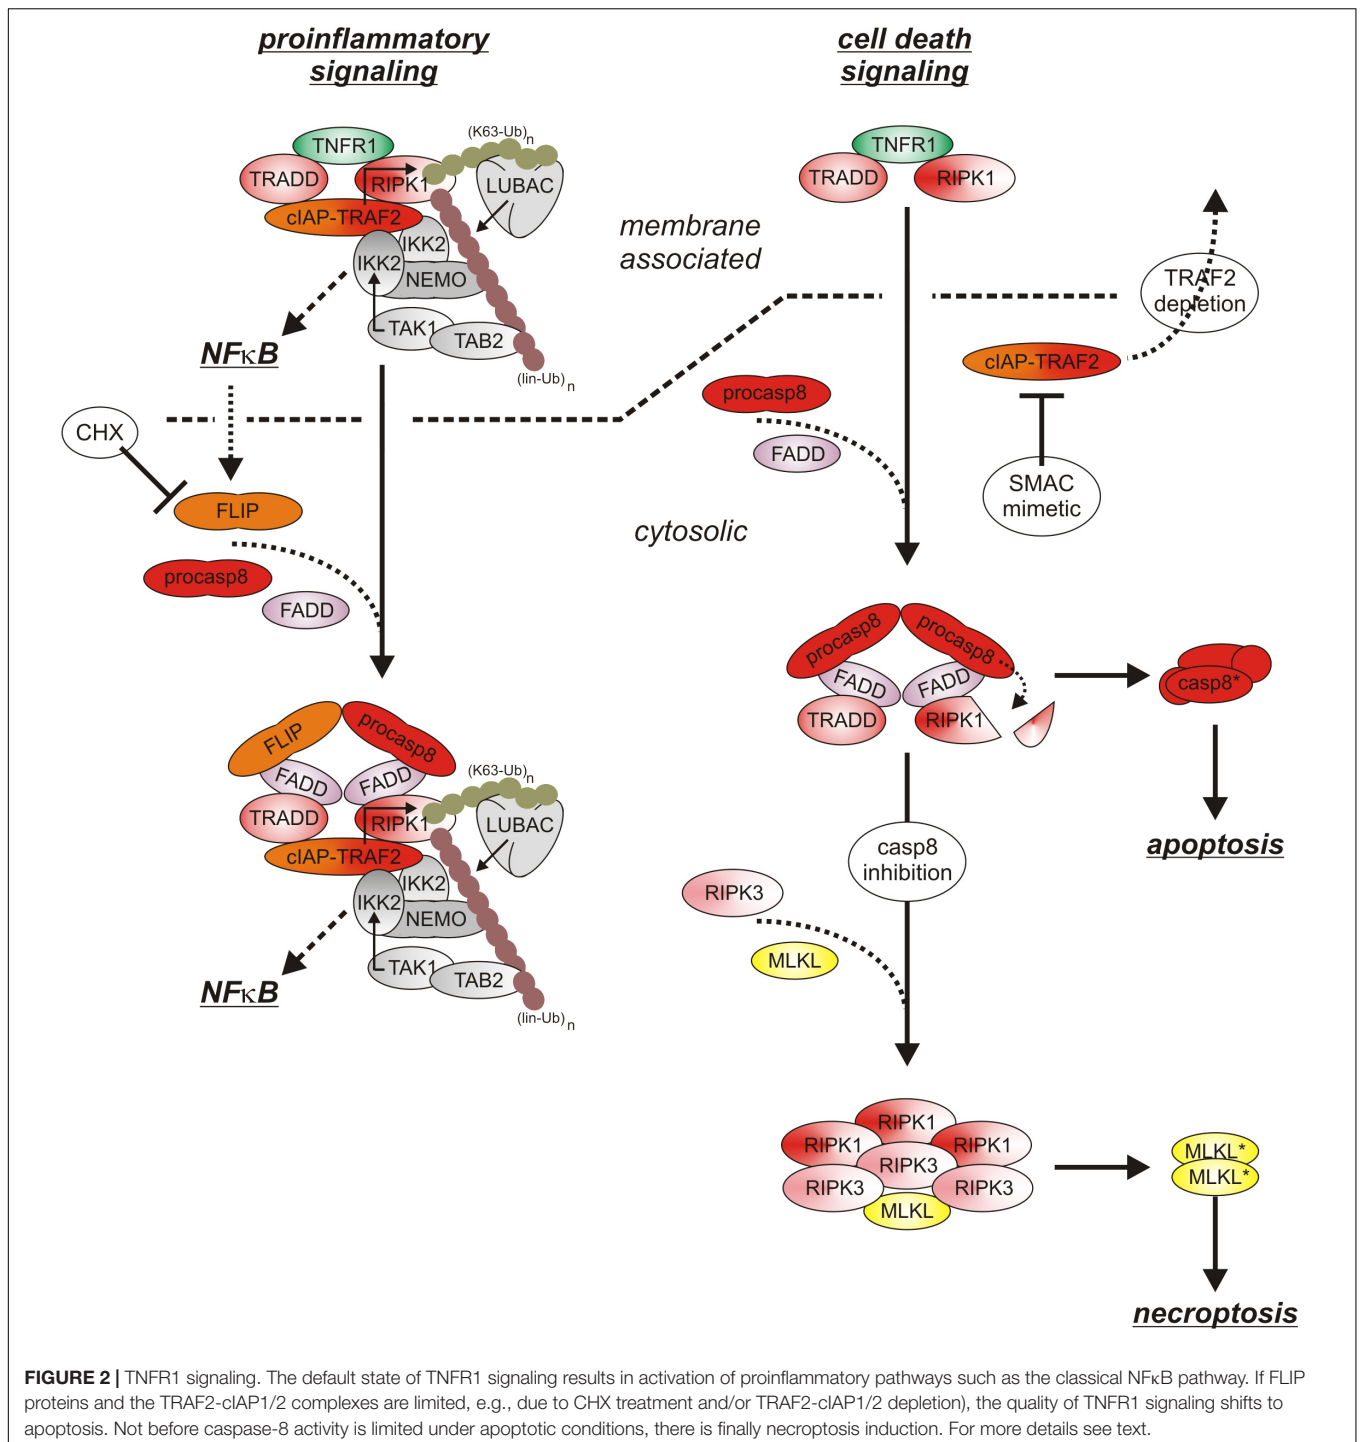 proinflammatory
signaling
cell death
signaling
TNFR1
TRADD
RIPK1
(K63-Ub)n
LUBAC
cIAP-TRAF2
IKK2
IKK2
NEMO
TAK1
TAB2
(lin-Ub)n
NFκB
CHX
FLIP
procasp8
FADD
FLIP
procasp8
FADD
FADD
TRADD
RIPK1
(K63-Ub)n
LUBAC
cIAP-TRAF2
IKK2
IKK2
NEMO
TAK1
TAB2
(lin-Ub)n
NFκB
membrane
associated
cytosolic
TNFR1
TRADD
RIPK1
TRAF2
depletion
cIAP-TRAF2
SMAC
mimetic
procasp8
FADD
procasp8
procasp8
FADD
FADD
TRADD
RIPK1
casp8*
apoptosis
casp8
inhibition
RIPK3
MLKL
RIPK1
RIPK1
RIPK1
RIPK3
RIPK3
RIPK3
MLKL
MLKL*
MLKL*
necroptosis
FIGURE 2 | TNFR1 signaling. The default state of TNFR1 signaling results in activation of proinflammatory pathways such as the classical NFκB pathway. If FLIP
proteins and the TRAF2-cIAP1/2 complexes are limited, e.g., due to CHX treatment and/or TRAF2-cIAP1/2 depletion), the quality of TNFR1 signaling shifts to
apoptosis. Not before caspase-8 activity is limited under apoptotic conditions, there is finally necroptosis induction. For more details see text.